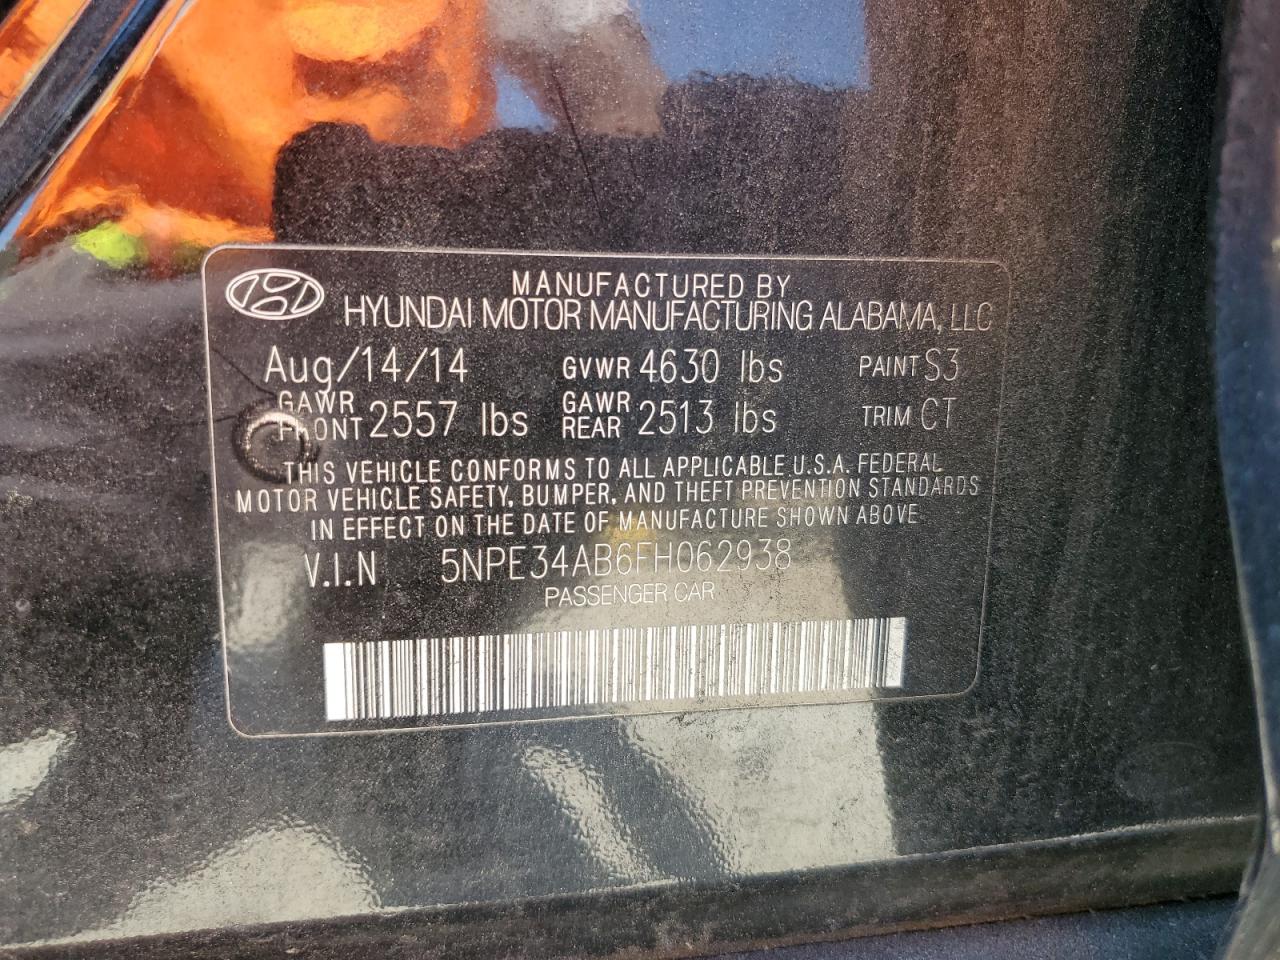 MANUFACTURED BY
HYUNDAI MOTOR MANUFACTURING ALABAMA, LLC
Aug/14/14 GVWR 4630 lbs PAINT S3
GAWR FRONT 2557 lbs GAWR REAR 2513 lbs TRIM CT
THIS VEHICLE CONFORMS TO ALL APPLICABLE U.S.A. FEDERAL
MOTOR VEHICLE SAFETY, BUMPER, AND THEFT PREVENTION STANDARDS
IN EFFECT ON THE DATE OF MANUFACTURE SHOWN ABOVE
V.I.N 5NPE34AB6FH062938
PASSENGER CAR